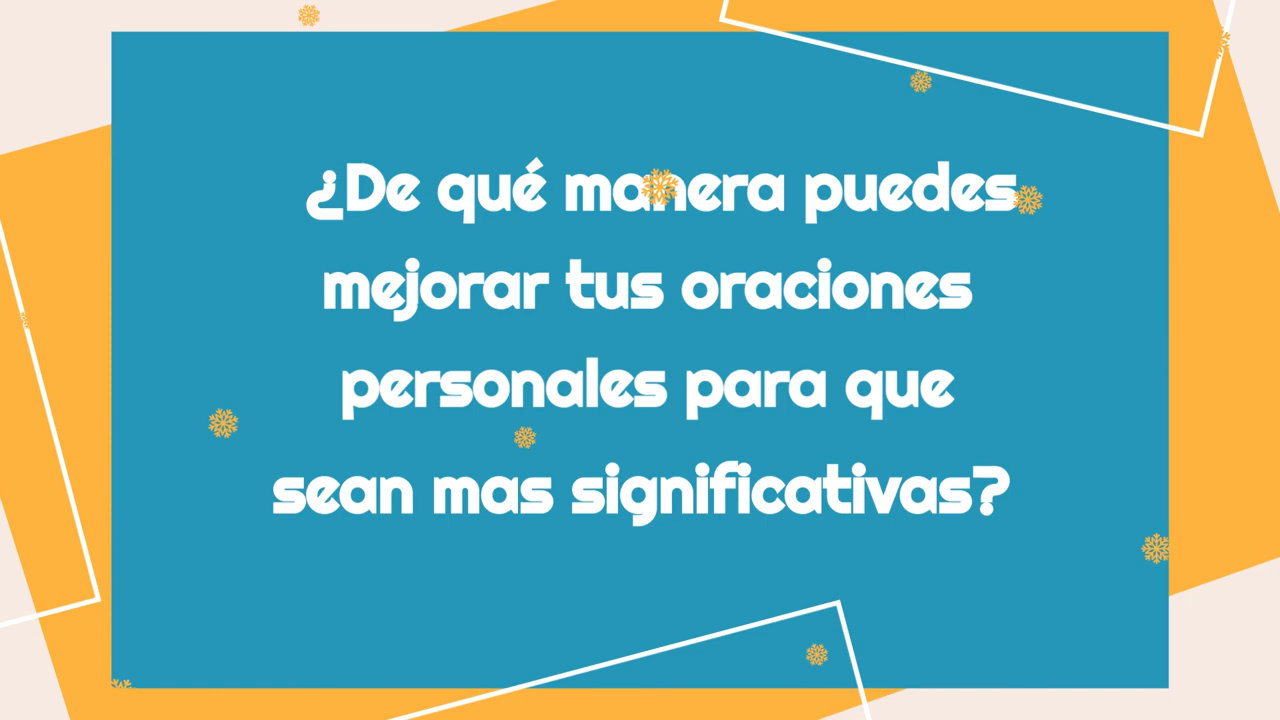 ¿De qué manera puedes
mejorar tus oraciones
personales para que
sean mas significativas?